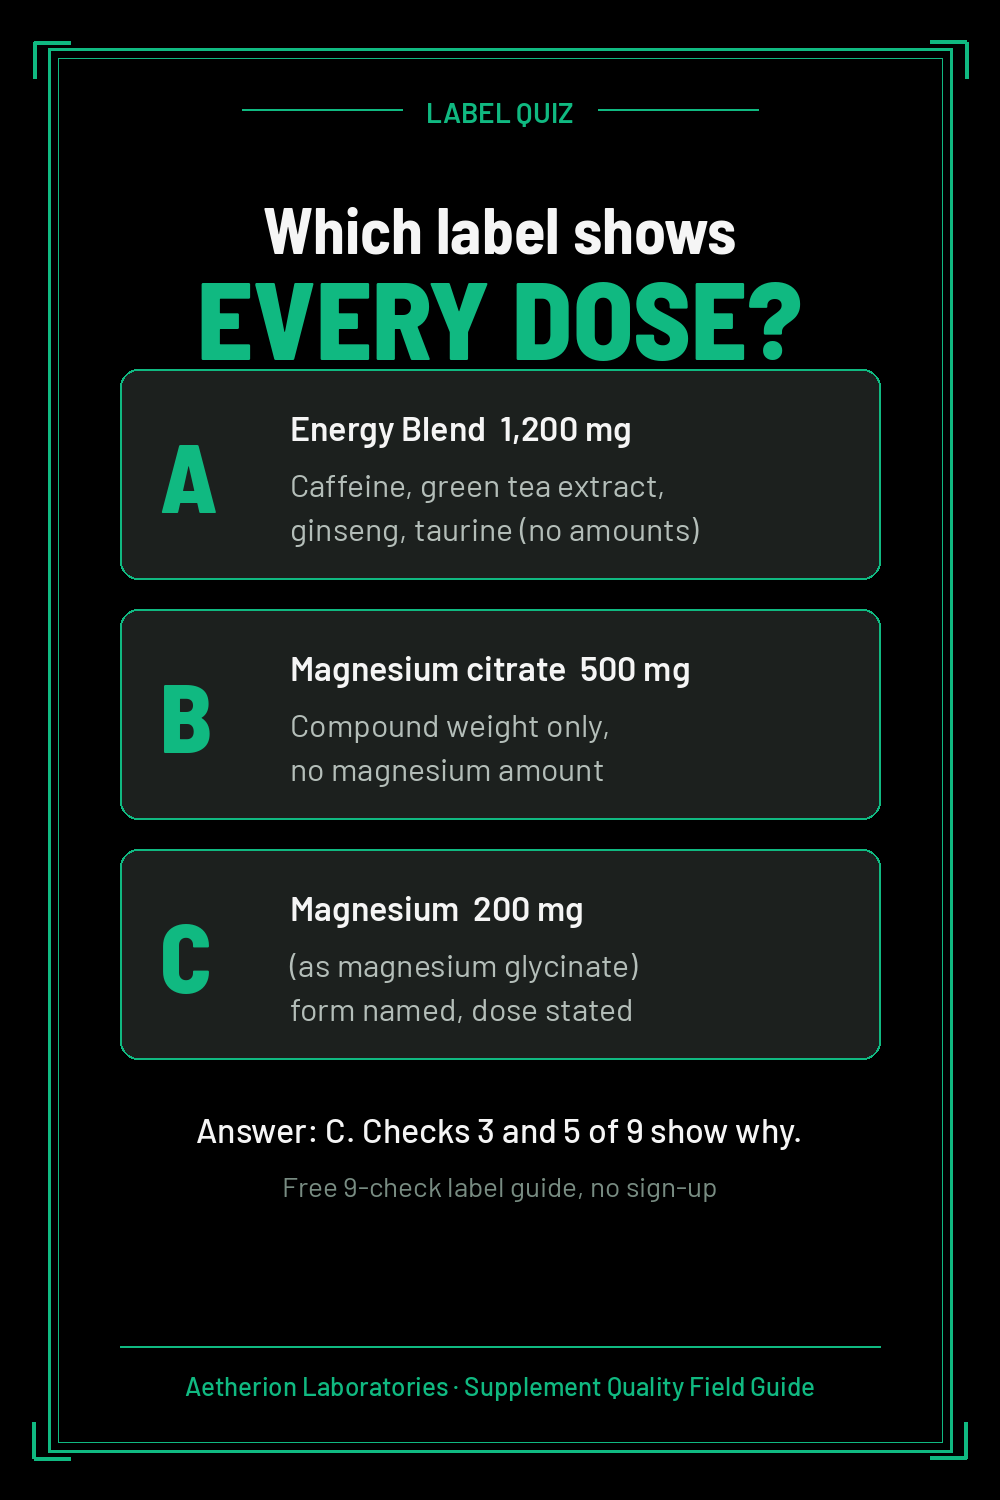 LABEL QUIZ
Which label shows
EVERY DOSE?
A
Energy Blend 1,200 mg
Caffeine, green tea extract,
ginseng, taurine (no amounts)
B
Magnesium citrate 500 mg
Compound weight only,
no magnesium amount
C
Magnesium 200 mg
(as magnesium glycinate)
form named, dose stated
Answer: C. Checks 3 and 5 of 9 show why.
Free 9-check label guide, no sign-up
Aetherion Laboratories · Supplement Quality Field Guide